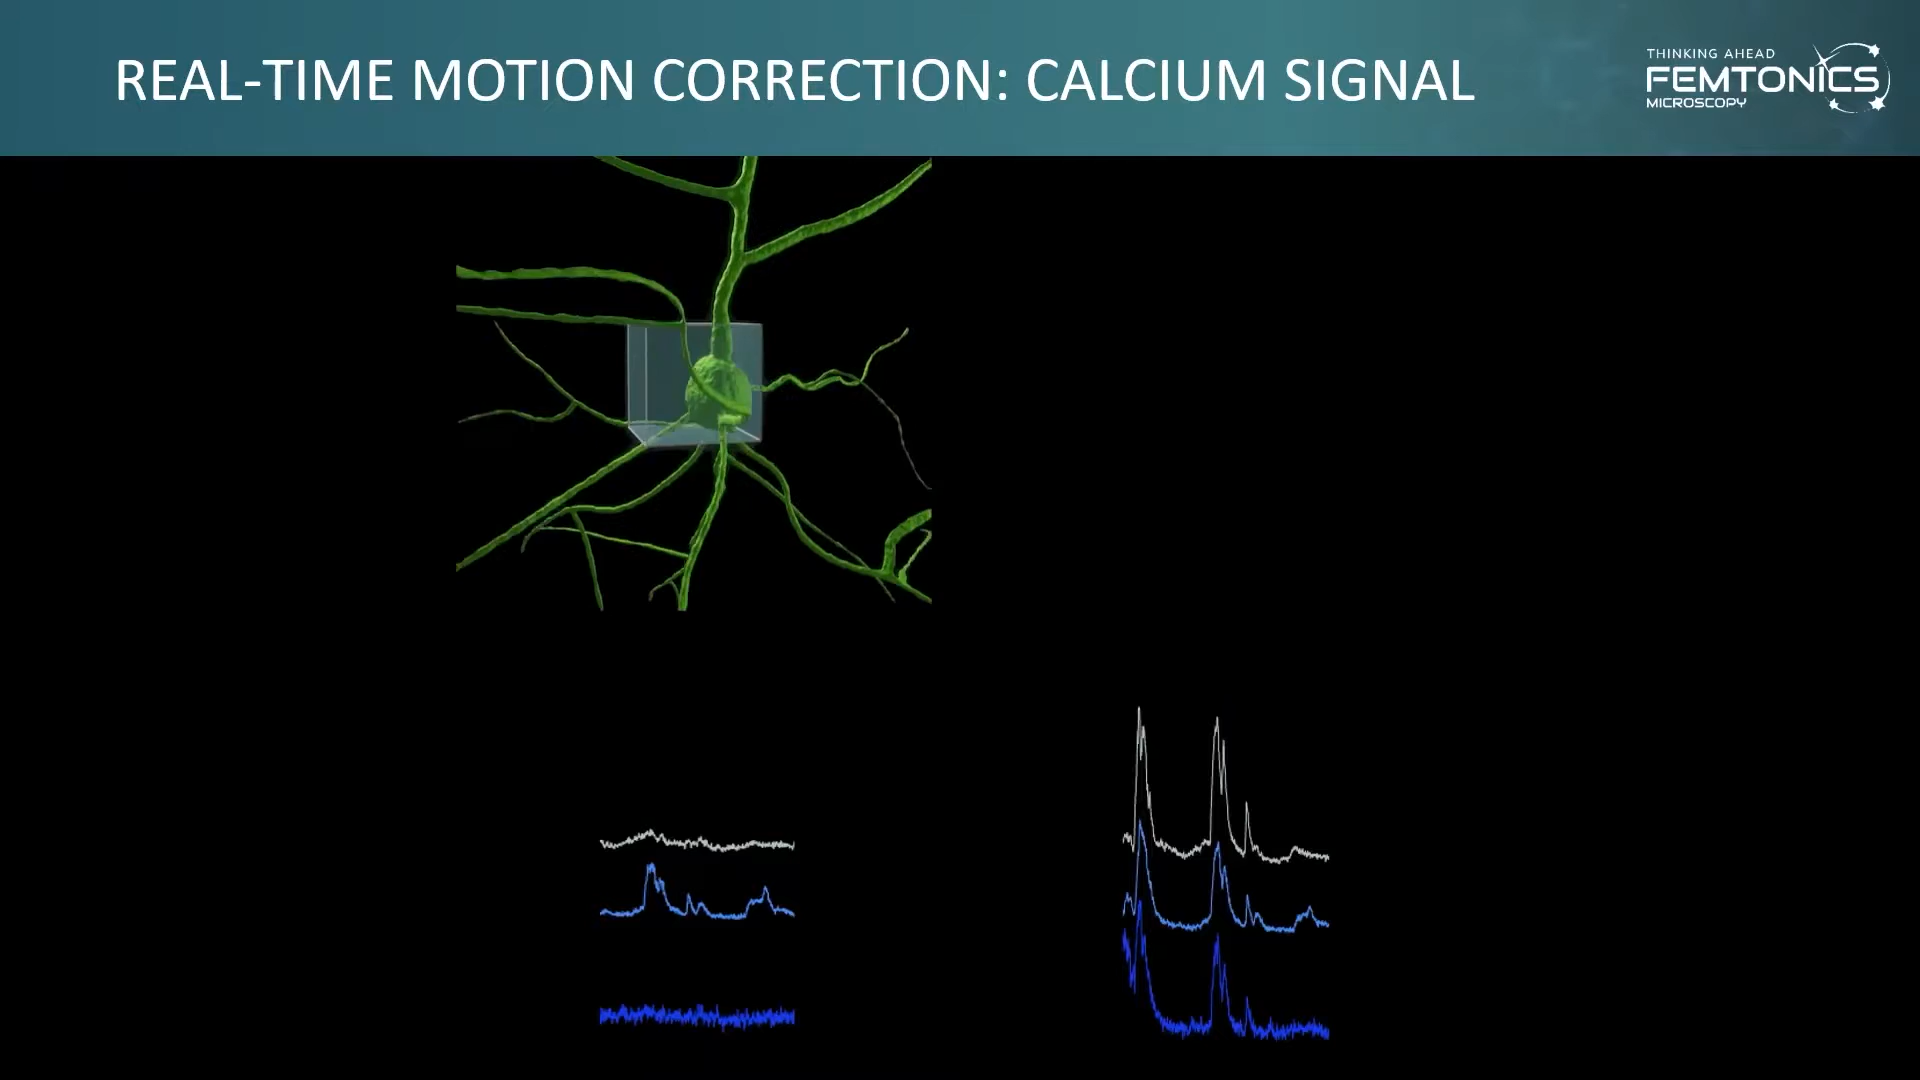 REAL-TIME MOTION CORRECTION: CALCIUM SIGNAL
THINKING AHEAD
FEMTONICS
MICROSCOPY